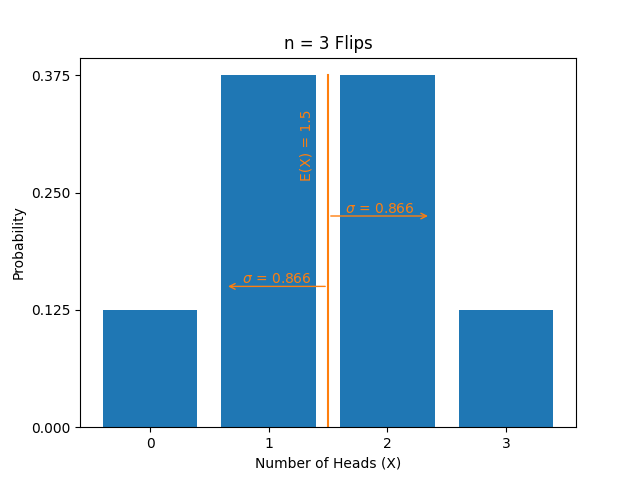 n = 3 Flips
0.375
0.250
0.125
0.000
Probability
E(X) = 1.5
σ = 0.866
σ = 0.866
0 1 2 3
Number of Heads (X)